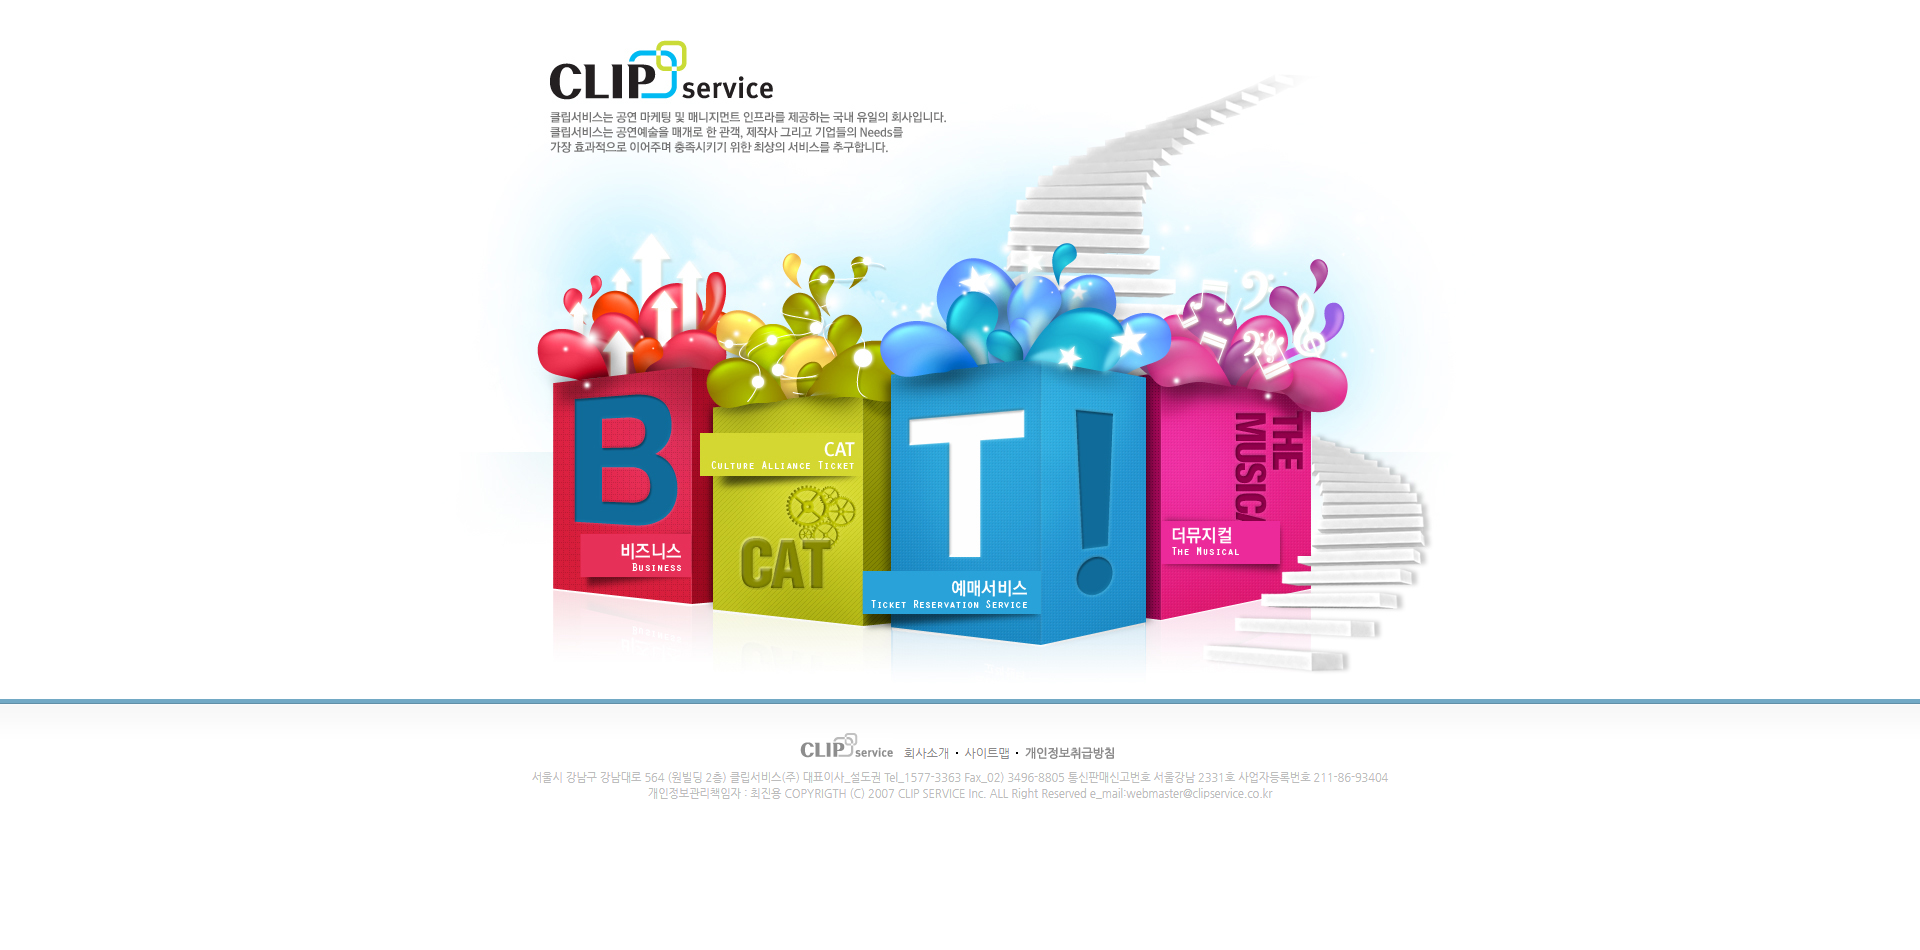 CLIP service
클립서비스는 공연 마케팅 및 매니지먼트 인프라를 제공하는 국내 유일의 회사입니다.
클립서비스는 공연예술을 매개로 한 관객, 제작사 그리고 기업들의 Needs를
가장 효과적으로 이어주며 충족시키기 위한 최상의 서비스를 추구합니다.
B
비즈니스
BUSINESS
CAT
CULTURE ALLIANCE TICKET
CAT
T!
예매서비스
TICKET RESERVATION SERVICE
THE
MUSICA
더뮤지컬
THE MUSICAL
CLIP service 회사소개 · 사이트맵 · 개인정보취급방침
서울시 강남구 강남대로 564 (원빌딩 2층) 클립서비스(주) 대표이사_설도권 Tel_1577-3363 Fax_02) 3496-8805 통신판매신고번호 서울강남 2331호 사업자등록번호 211-86-93404
개인정보관리책임자 : 최진용 COPYRIGTH (C) 2007 CLIP SERVICE Inc. ALL Right Reserved e_mail:webmaster@clipservice.co.kr